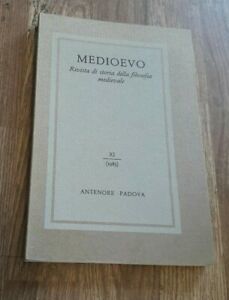 MEDIOEVO
Rivista di storia della filosofia
medievale
XI
(1985)
ANTENORE PADOVA